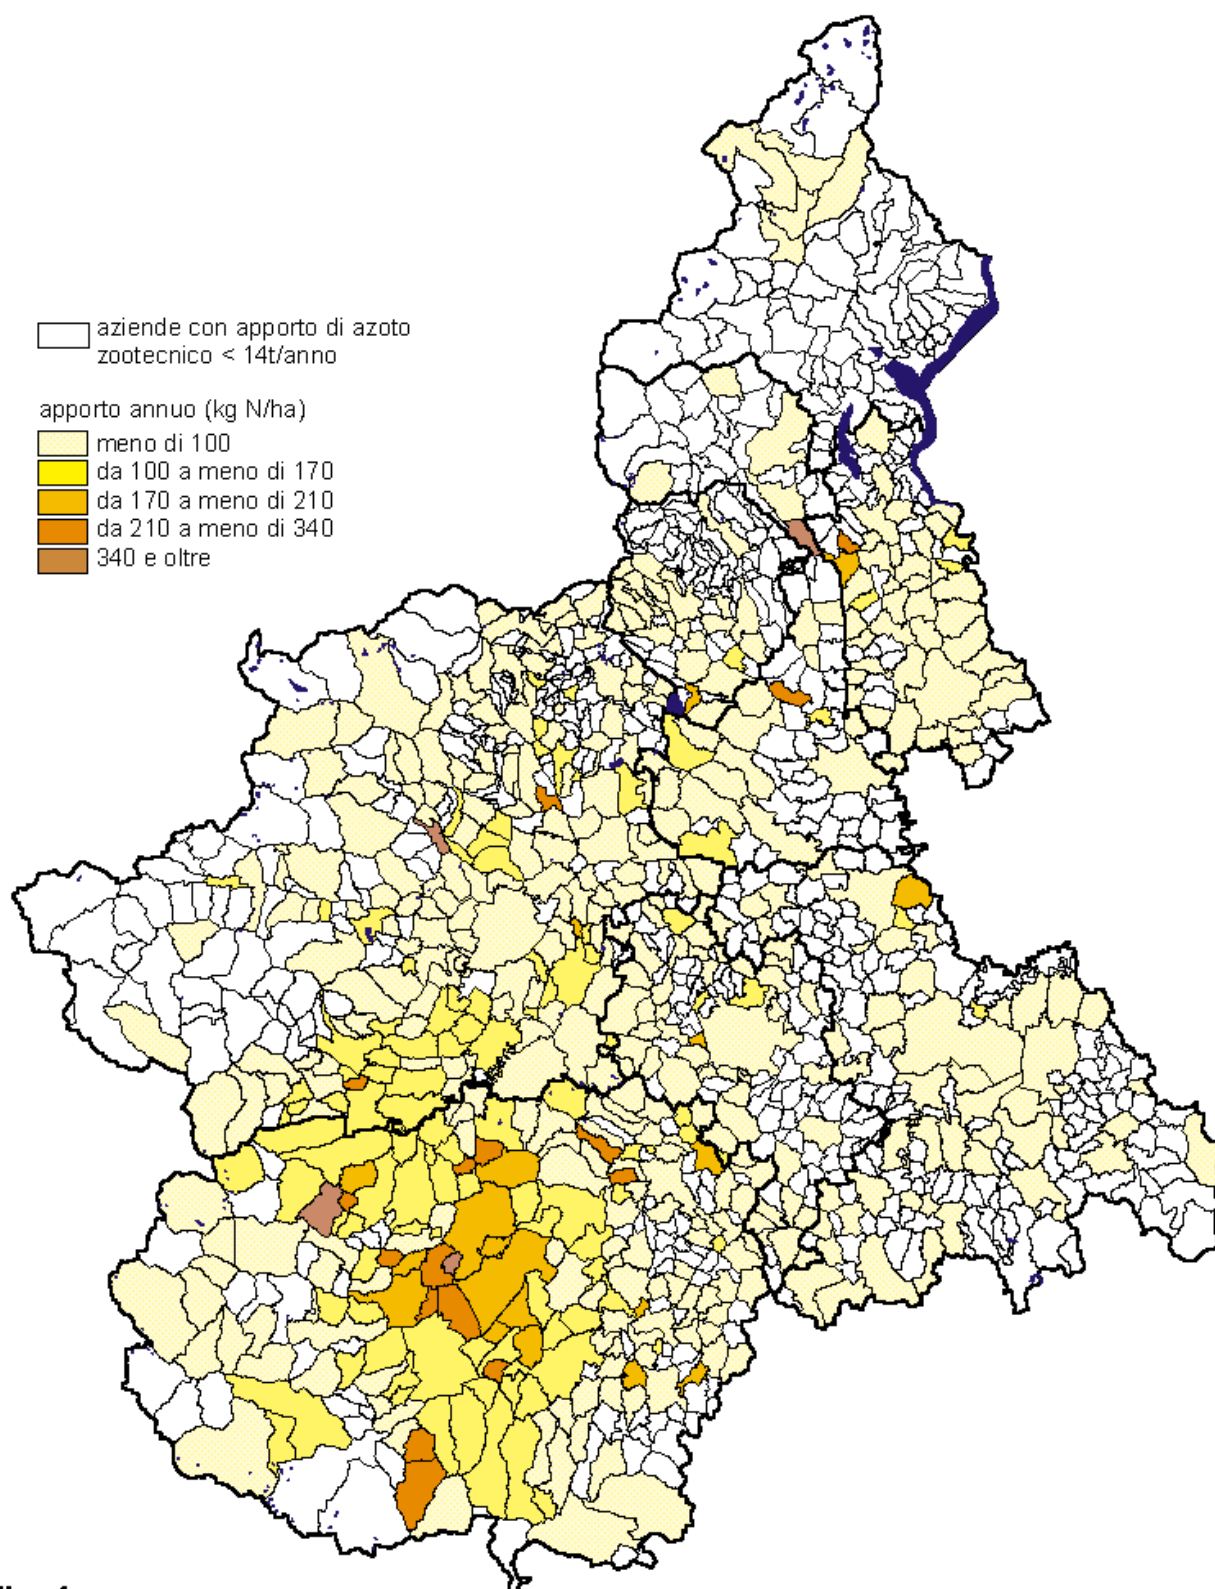 aziende con apporto di azoto
zootecnico < 14t/anno
apporto annuo (kg N/ha)
meno di 100
da 100 a meno di 170
da 170 a meno di 210
da 210 a meno di 340
340 e oltre